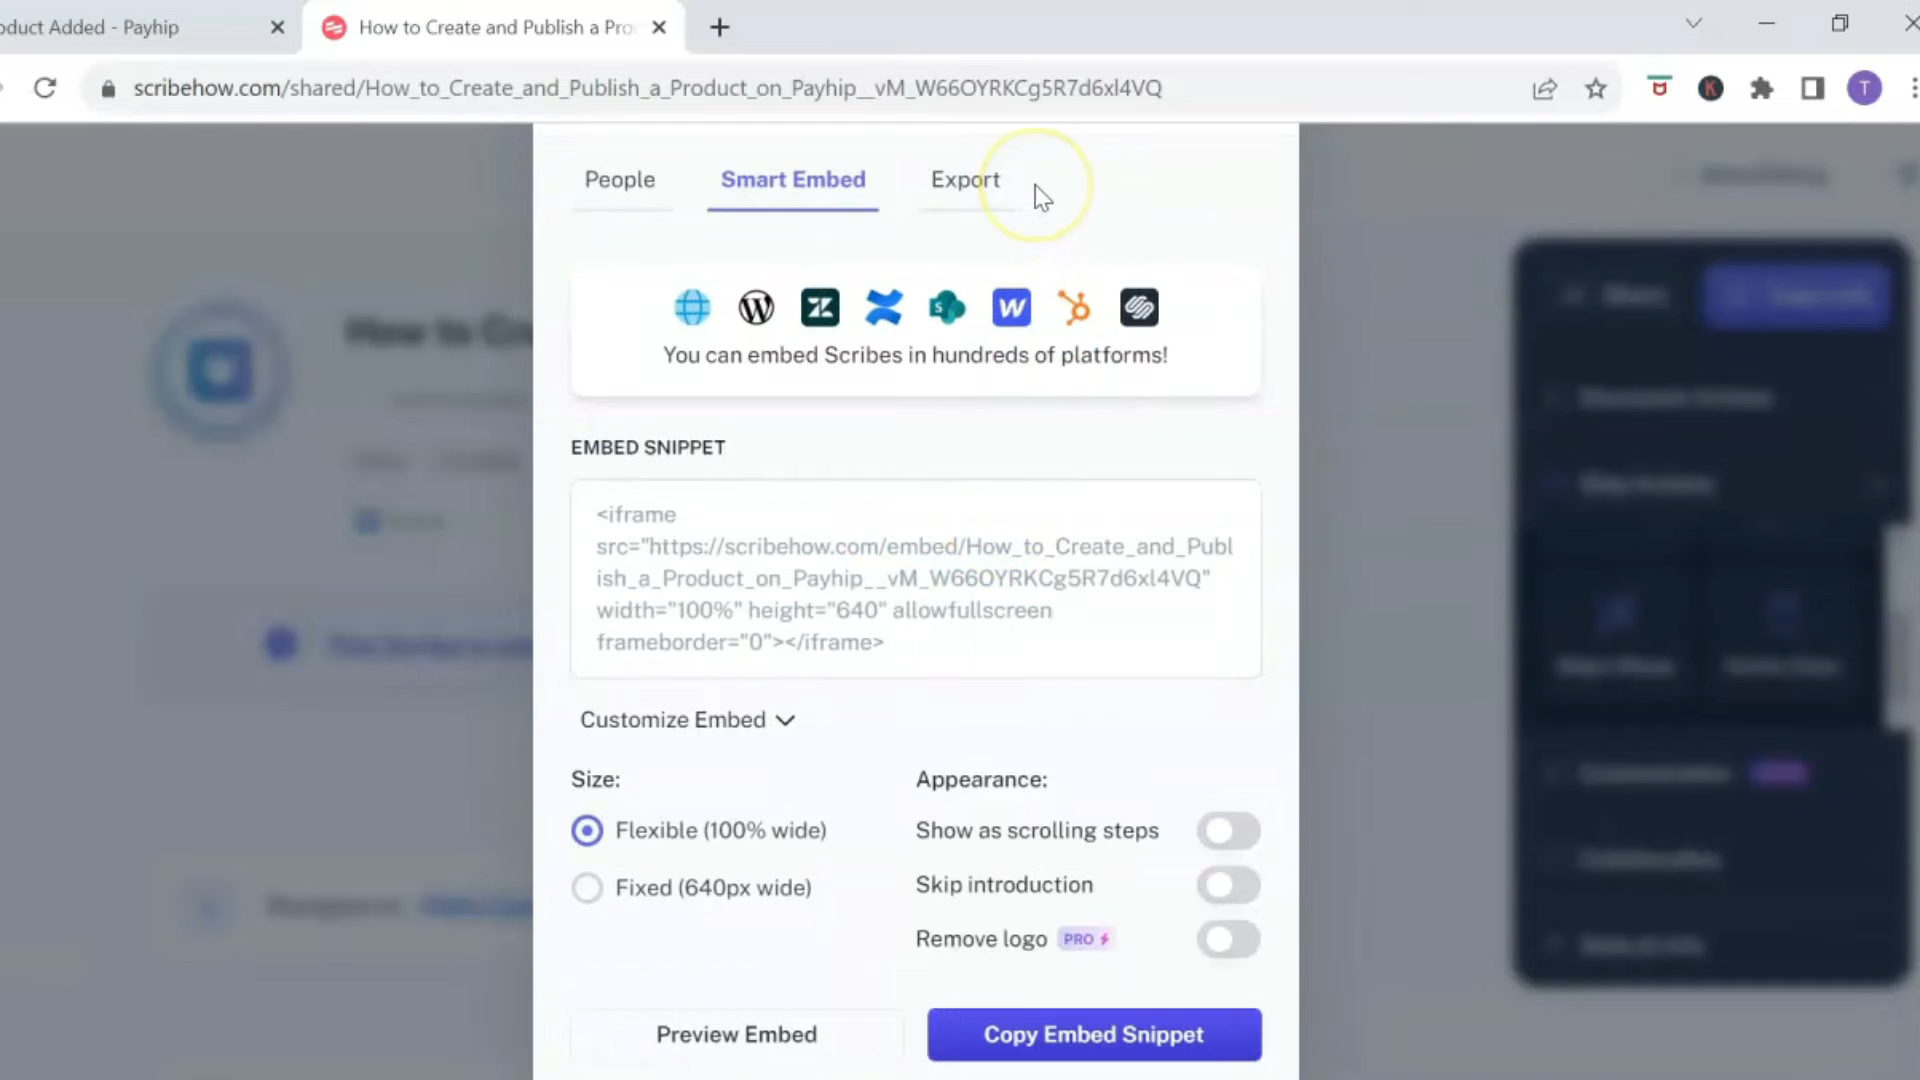 oduct Added - Payhip
How to Create and Publish a Pro
scribehow.com/shared/How_to_Create_and_Publish_a_Product_on_Payhip__vM_W66OYRKCg5R7d6xl4VQ
K
T
People
Smart Embed
Export
You can embed Scribes in hundreds of platforms!
EMBED SNIPPET
<iframe
src="https://scribehow.com/embed/How_to_Create_and_Publ
ish_a_Product_on_Payhip__vM_W66OYRKCg5R7d6xl4VQ"
width="100%" height="640" allowfullscreen
frameborder="0"></iframe>
Customize Embed
Size:
Appearance:
Flexible (100% wide)
Show as scrolling steps
Fixed (640px wide)
Skip introduction
Remove logo PRO
Preview Embed
Copy Embed Snippet
How to Cre